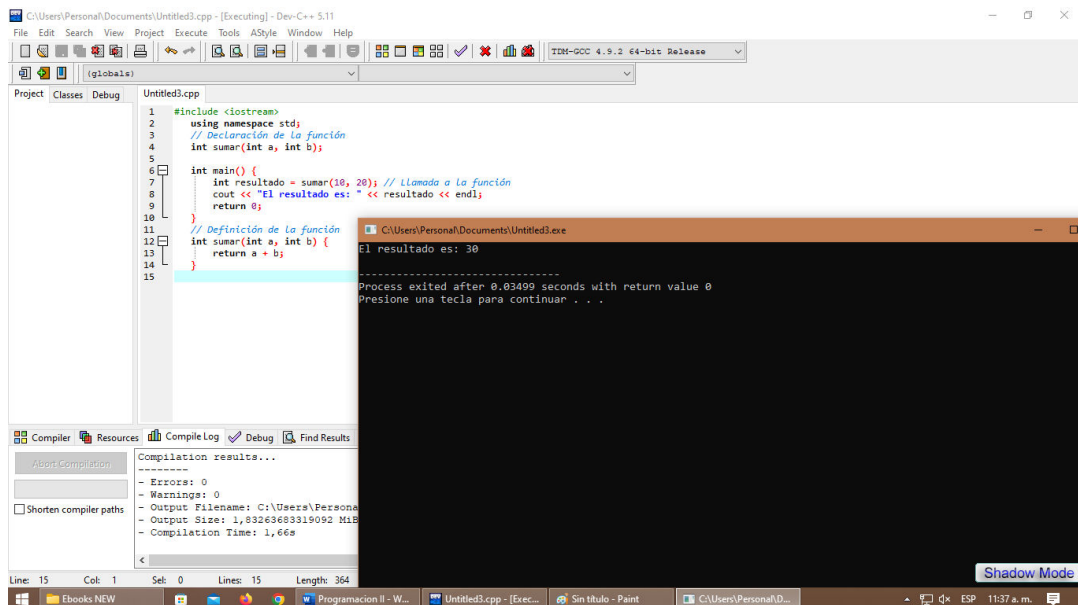 C:\Users\Personal\Documents\Untitled3.cpp - [Executing] - Dev-C++ 5.11
File Edit Search View Project Execute Tools AStyle Window Help
TDM-GCC 4.9.2 64-bit Release
(globals)
Project Classes Debug
Untitled3.cpp
1 #include <iostream>
2 using namespace std;
3 // Declaración de la función
4 int sumar(int a, int b);
5
6 int main() {
7 int resultado = sumar(10, 20); // Llamada a la función
8 cout << "El resultado es: " << resultado << endl;
9 return 0;
10 }
11 // Definición de la función
12 int sumar(int a, int b) {
13 return a + b;
14 }
15
C:\Users\Personal\Documents\Untitled3.exe
El resultado es: 30
--------------------------------
Process exited after 0.03499 seconds with return value 0
Presione una tecla para continuar . . .
Compiler Resources Compile Log Debug Find Results
Abort Compilation
Shorten compiler paths
Compilation results...
--------
- Errors: 0
- Warnings: 0
- Output Filename: C:\Users\Persona
- Output Size: 1,83263683319092 MiB
- Compilation Time: 1,66s
Line: 15 Col: 1 Sel: 0 Lines: 15 Length: 364
Shadow Mode
Ebooks NEW
Programacion II - W...
Untitled3.cpp - [Exec...
Sin título - Paint
C:\Users\Personal\D...
ESP 11:37 a. m.